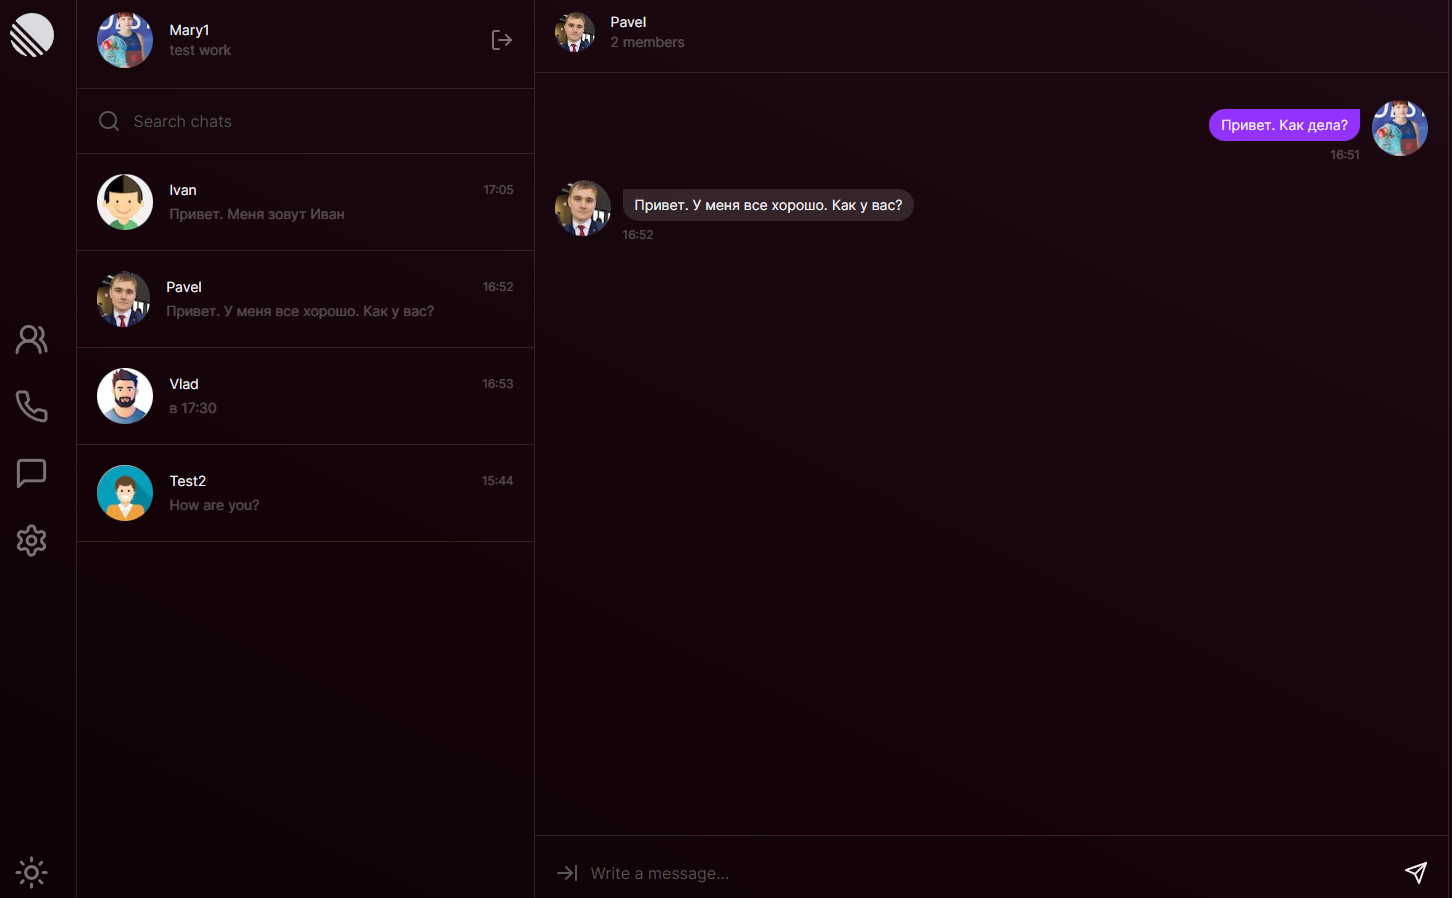 Mary1
test work
Search chats
Ivan
17:05
Привет. Меня зовут Иван
Pavel
16:52
Привет. У меня все хорошо. Как у вас?
Vlad
16:53
в 17:30
Test2
15:44
How are you?
Pavel
2 members
Привет. Как дела?
16:51
Привет. У меня все хорошо. Как у вас?
16:52
Write a message...